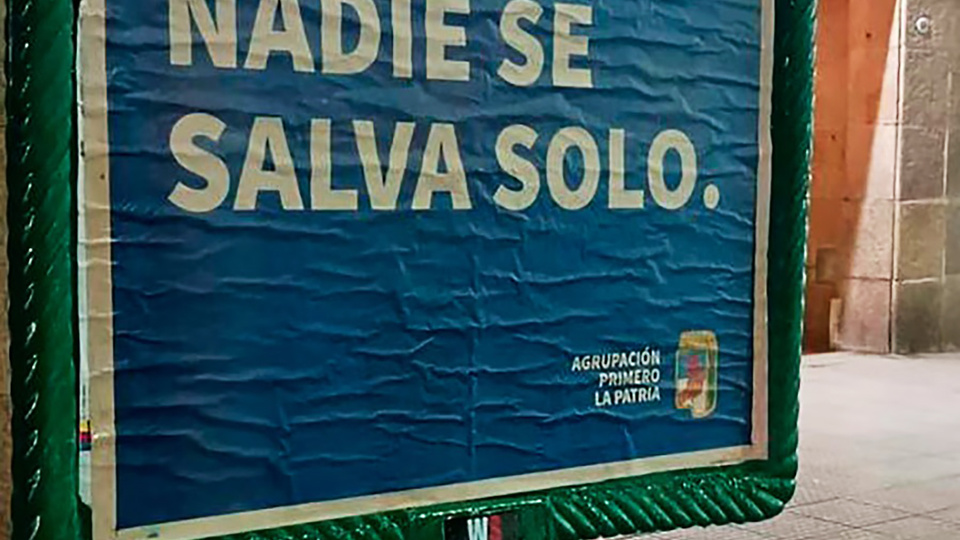 NADIE SE
SALVA SOLO.
AGRUPACIÓN
PRIMERO
LA PATRIA